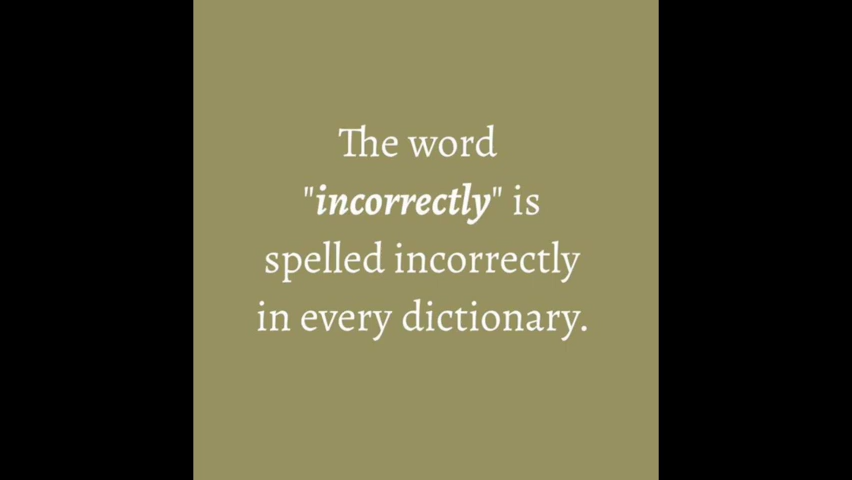 The word
"incorrectly" is
spelled incorrectly
in every dictionary.